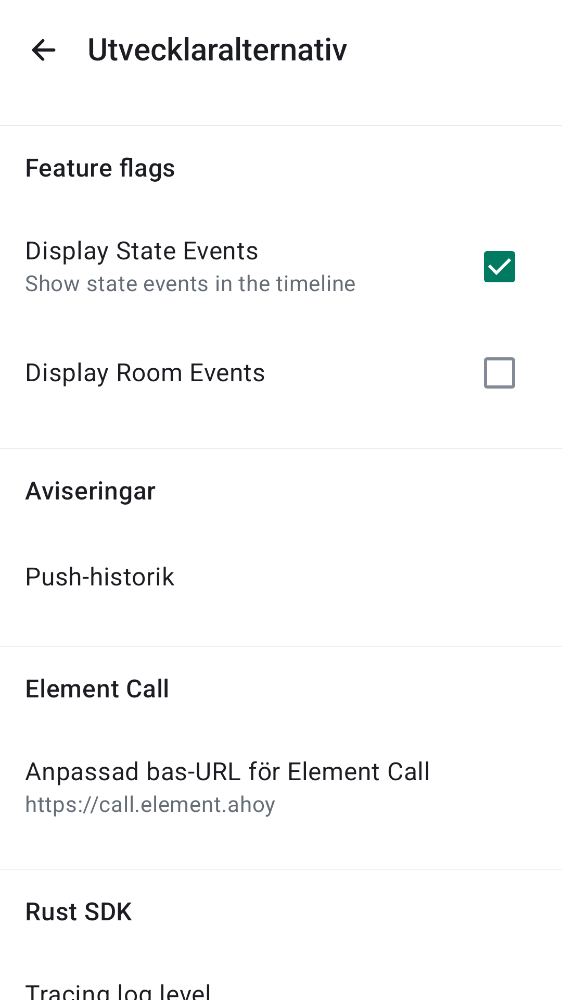 Utvecklaralternativ
Feature flags
Display State Events
Show state events in the timeline
Display Room Events
Aviseringar
Push-historik
Element Call
Anpassad bas-URL för Element Call
https://call.element.ahoy
Rust SDK
Tracing log level